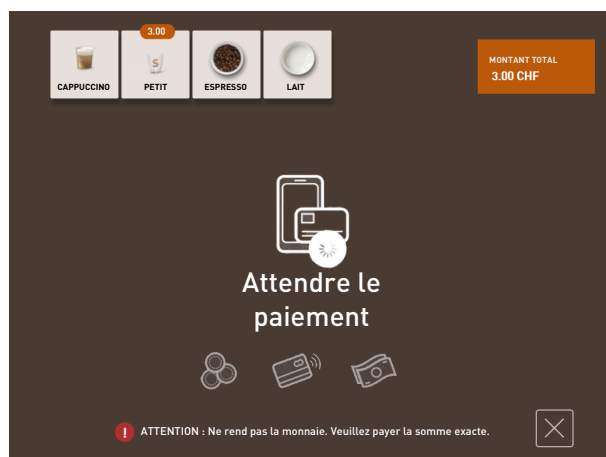 3.00
S
CAPPUCCINO
PETIT
ESPRESSO
LAIT
MONTANT TOTAL
3.00 CHF
Attendre le
paiement
! ATTENTION : Ne rend pas la monnaie. Veuillez payer la somme exacte.